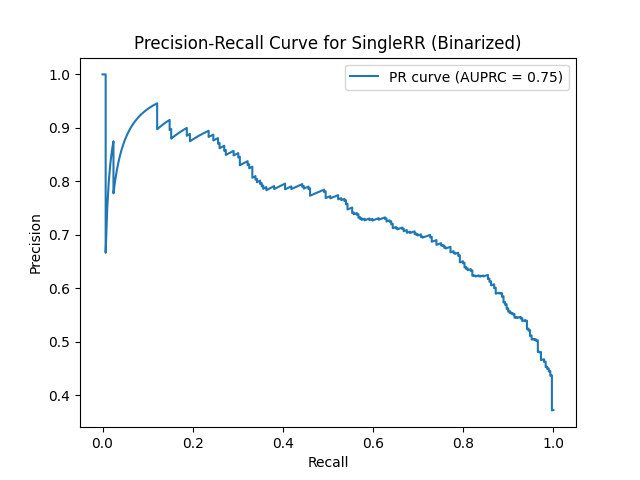 Precision-Recall Curve for SingleRR (Binarized)
PR curve (AUPRC = 0.75)
1.0
0.9
0.8
0.7
0.6
0.5
0.4
Precision
0.0 0.2 0.4 0.6 0.8 1.0
Recall